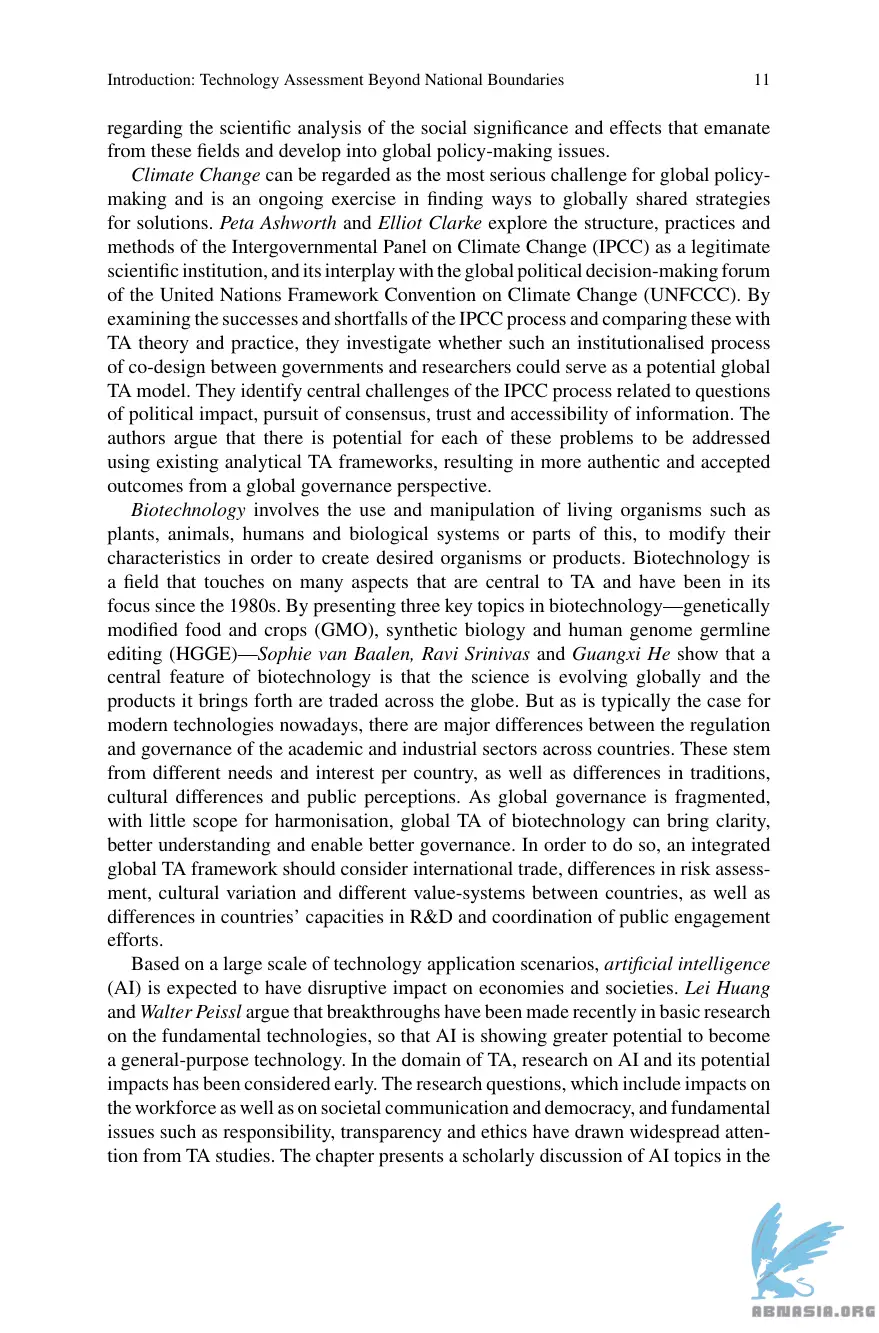 Introduction: Technology Assessment Beyond National Boundaries 11
regarding the scientific analysis of the social significance and effects that emanate
from these fields and develop into global policy-making issues.
Climate Change can be regarded as the most serious challenge for global policy-
making and is an ongoing exercise in finding ways to globally shared strategies
for solutions. Peta Ashworth and Elliot Clarke explore the structure, practices and
methods of the Intergovernmental Panel on Climate Change (IPCC) as a legitimate
scientific institution, and its interplay with the global political decision-making forum
of the United Nations Framework Convention on Climate Change (UNFCCC). By
examining the successes and shortfalls of the IPCC process and comparing these with
TA theory and practice, they investigate whether such an institutionalised process
of co-design between governments and researchers could serve as a potential global
TA model. They identify central challenges of the IPCC process related to questions
of political impact, pursuit of consensus, trust and accessibility of information. The
authors argue that there is potential for each of these problems to be addressed
using existing analytical TA frameworks, resulting in more authentic and accepted
outcomes from a global governance perspective.
Biotechnology involves the use and manipulation of living organisms such as
plants, animals, humans and biological systems or parts of this, to modify their
characteristics in order to create desired organisms or products. Biotechnology is
a field that touches on many aspects that are central to TA and have been in its
focus since the 1980s. By presenting three key topics in biotechnology—genetically
modified food and crops (GMO), synthetic biology and human genome germline
editing (HGGE)—Sophie van Baalen, Ravi Srinivas and Guangxi He show that a
central feature of biotechnology is that the science is evolving globally and the
products it brings forth are traded across the globe. But as is typically the case for
modern technologies nowadays, there are major differences between the regulation
and governance of the academic and industrial sectors across countries. These stem
from different needs and interest per country, as well as differences in traditions,
cultural differences and public perceptions. As global governance is fragmented,
with little scope for harmonisation, global TA of biotechnology can bring clarity,
better understanding and enable better governance. In order to do so, an integrated
global TA framework should consider international trade, differences in risk assess-
ment, cultural variation and different value-systems between countries, as well as
differences in countries’ capacities in R&D and coordination of public engagement
efforts.
Based on a large scale of technology application scenarios, artificial intelligence
(AI) is expected to have disruptive impact on economies and societies. Lei Huang
and Walter Peissl argue that breakthroughs have been made recently in basic research
on the fundamental technologies, so that AI is showing greater potential to become
a general-purpose technology. In the domain of TA, research on AI and its potential
impacts has been considered early. The research questions, which include impacts on
the workforce as well as on societal communication and democracy, and fundamental
issues such as responsibility, transparency and ethics have drawn widespread atten-
tion from TA studies. The chapter presents a scholarly discussion of AI topics in the
ABNASIA.ORG